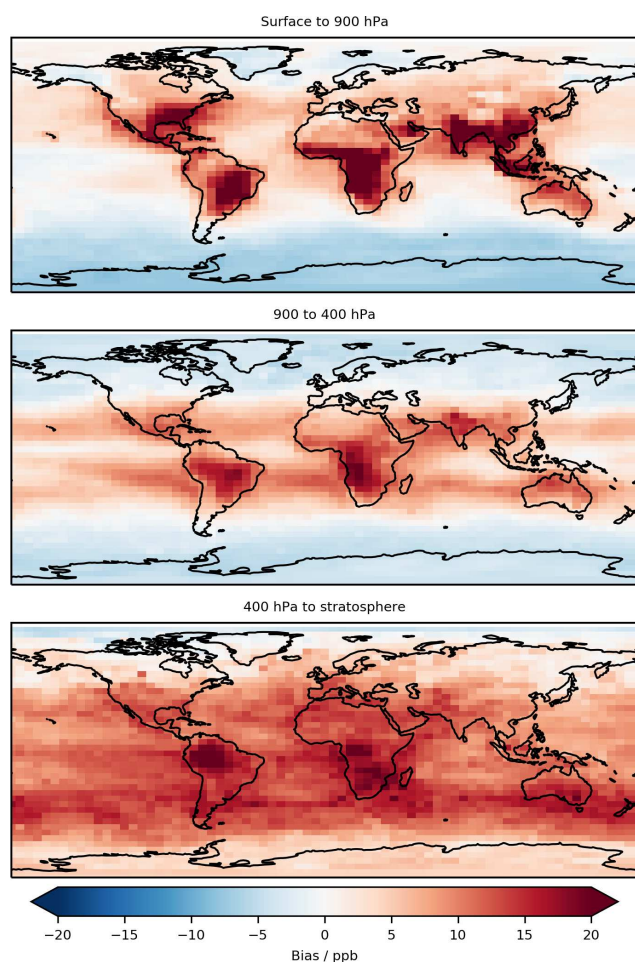 Surface to 900 hPa
900 to 400 hPa
400 hPa to stratosphere
−20 −15 −10 −5 0 5 10 15 20
Bias / ppb